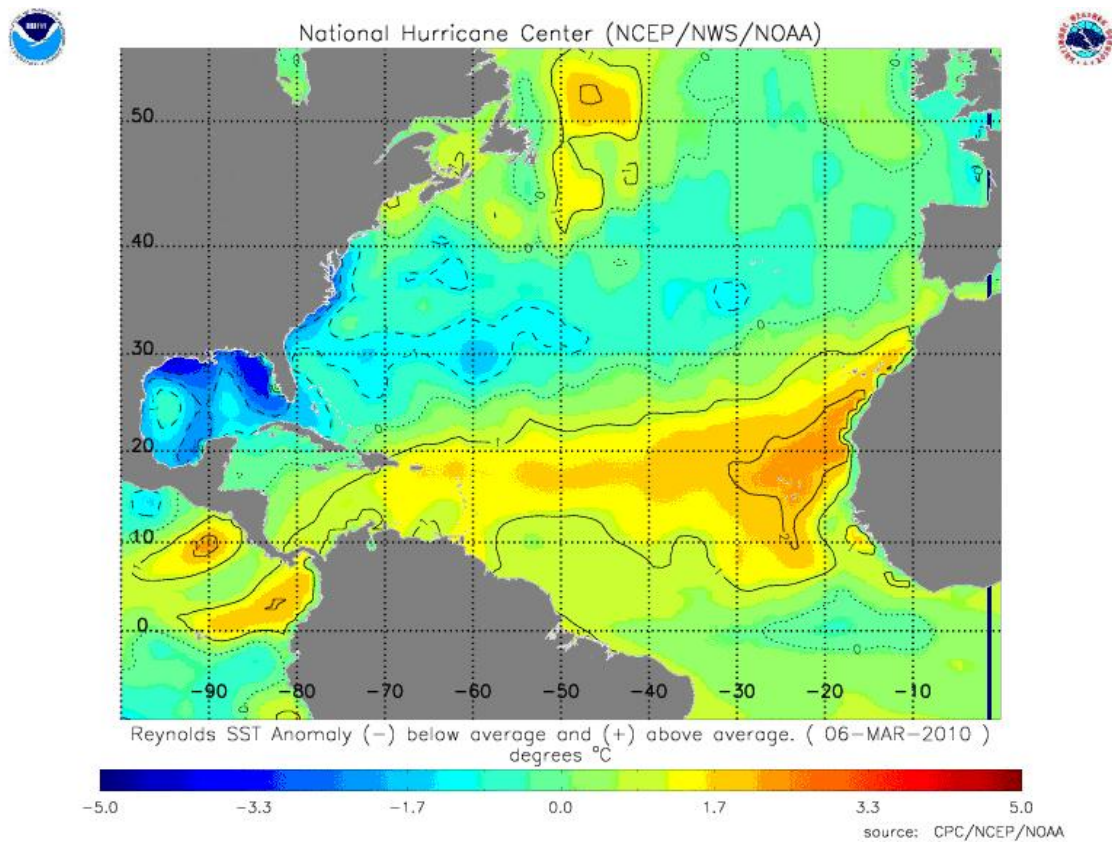 National Hurricane Center (NCEP/NWS/NOAA)
50
40
30
20
10
0
-90 -80 -70 -60 -50 -40 -30 -20 -10
Reynolds SST Anomaly (-) below average and (+) above average. ( 06-MAR-2010 )
degrees °C
-5.0 -3.3 -1.7 0.0 1.7 3.3 5.0
source: CPC/NCEP/NOAA